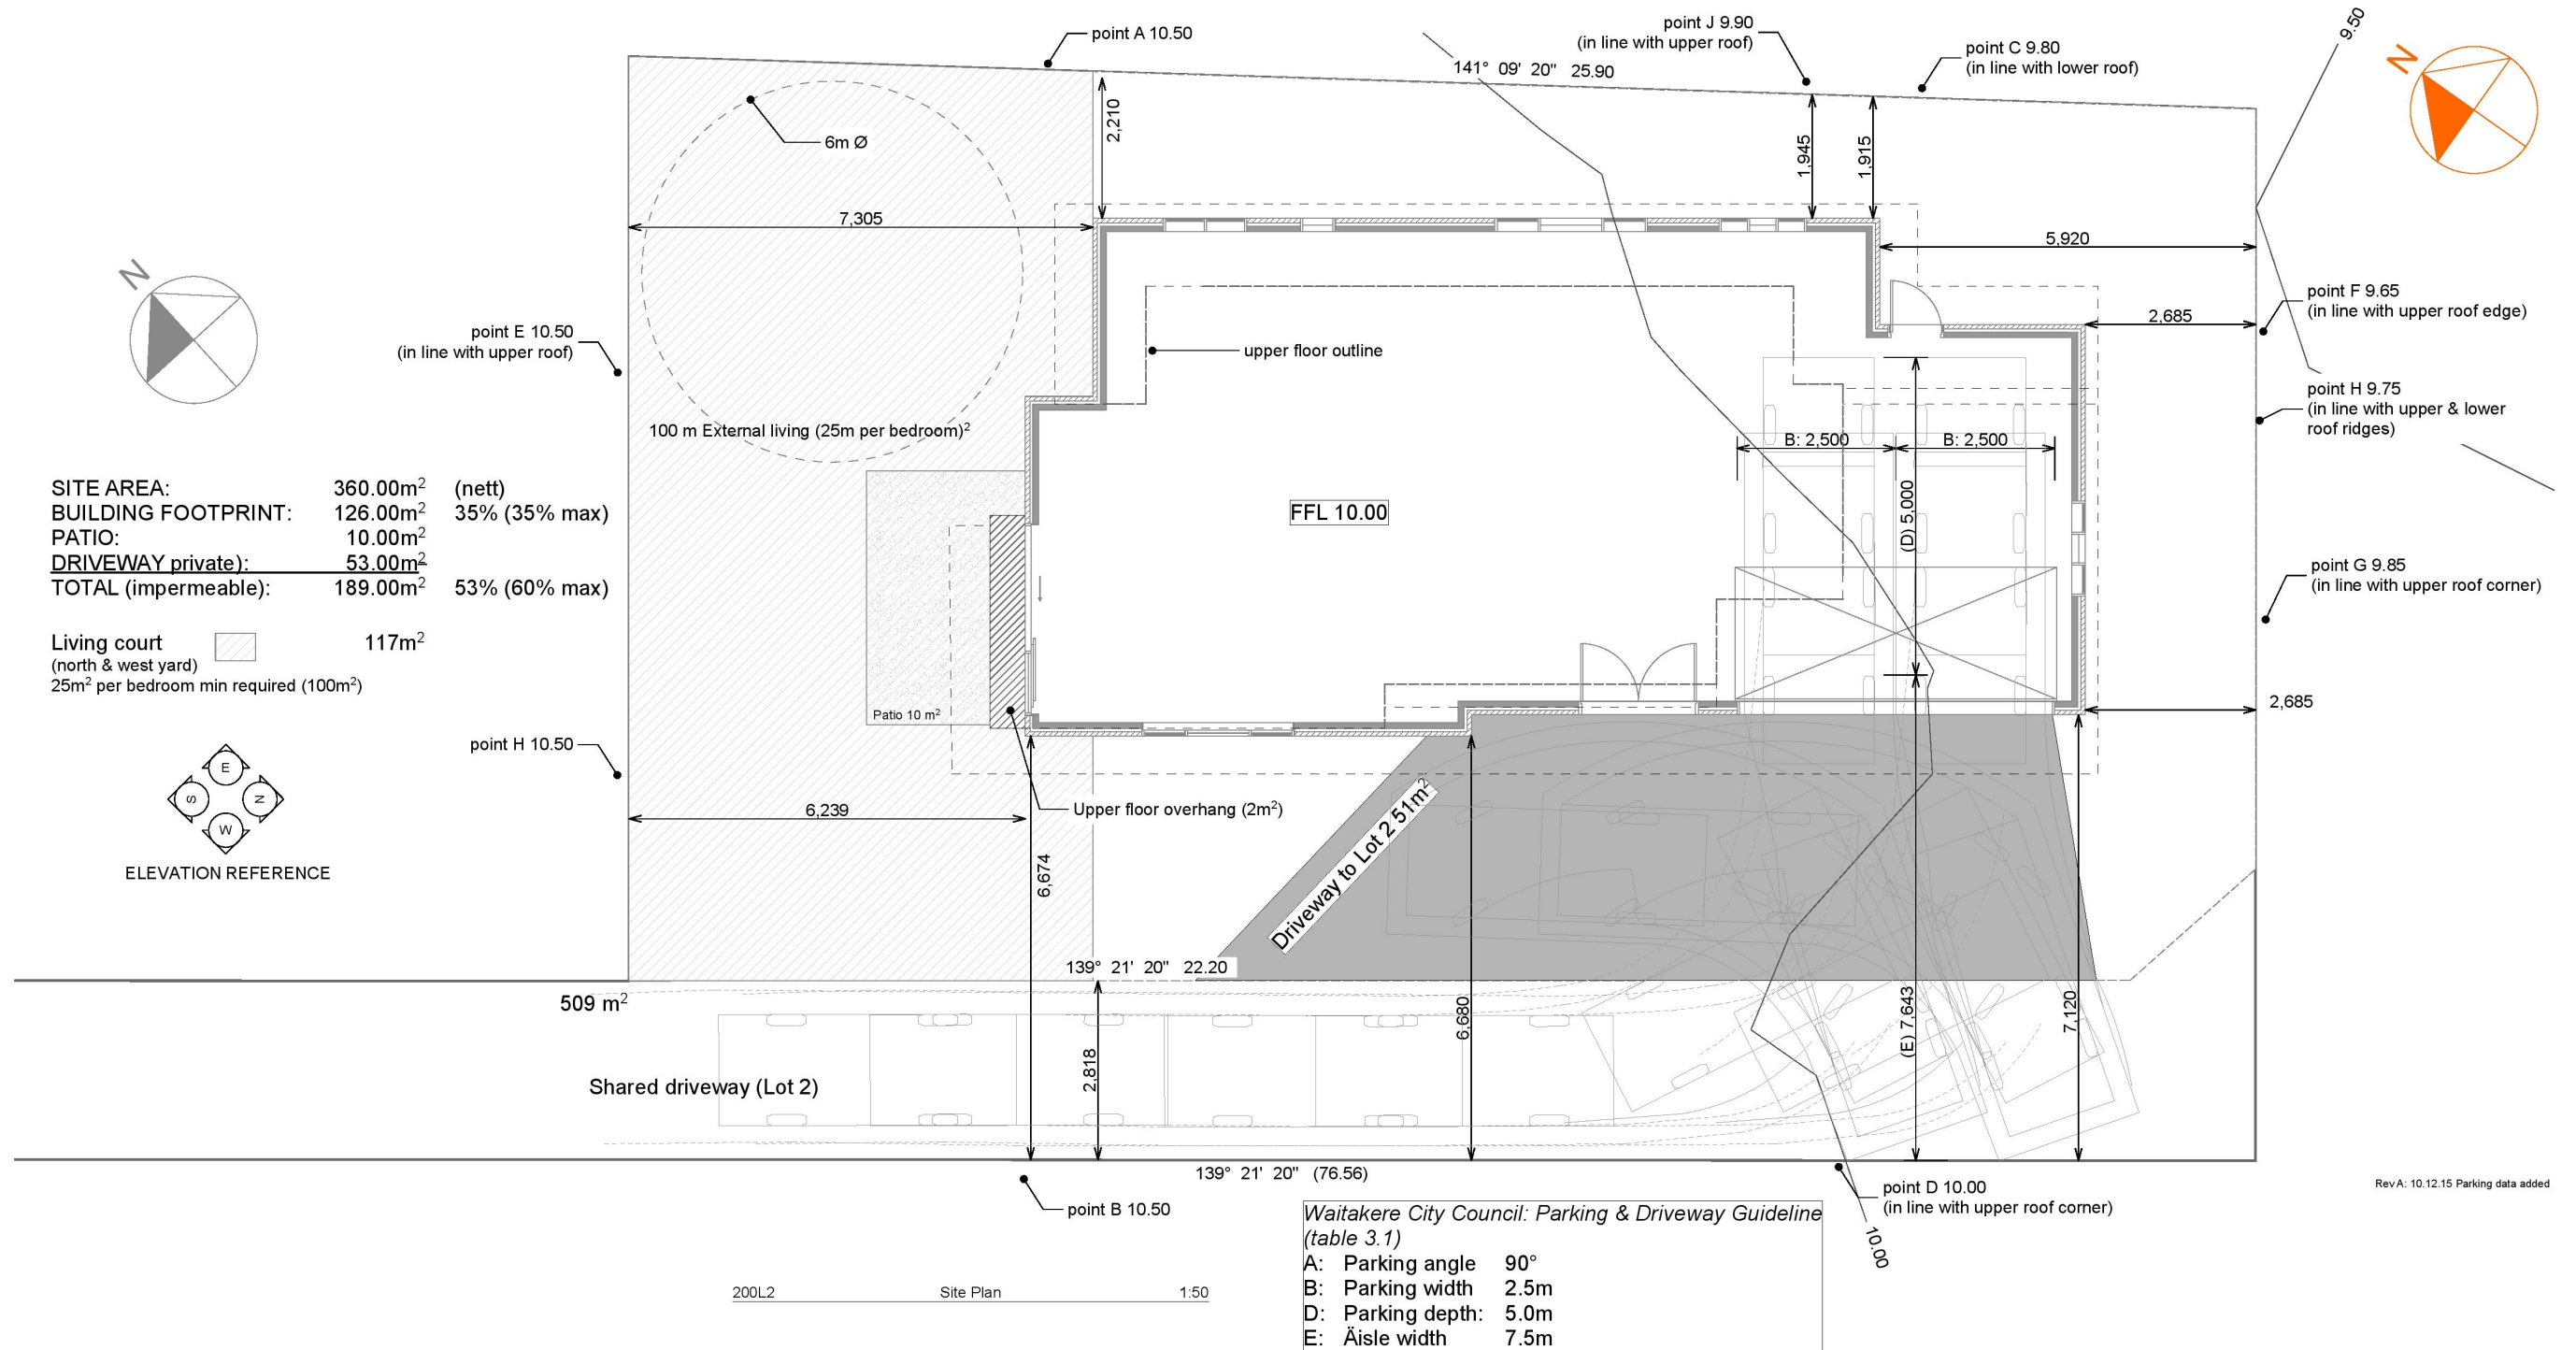 point A 10.50
point J 9.90
(in line with upper roof)
point C 9.80
(in line with lower roof)
9.50
N
141° 09' 20" 25.90
6m Ø
2,210
1,945
1,915
7,305
5,920
N
point E 10.50
(in line with upper roof)
point F 9.65
(in line with upper roof edge)
2,685
upper floor outline
point H 9.75
(in line with upper & lower
roof ridges)
100 m External living (25m per bedroom)²
B: 2,500
B: 2,500
SITE AREA: 360.00m² (nett)
BUILDING FOOTPRINT: 126.00m² 35% (35% max)
PATIO: 10.00m²
DRIVEWAY private): 53.00m²
TOTAL (impermeable): 189.00m² 53% (60% max)
FFL 10.00
(D) 5,000
point G 9.85
(in line with upper roof corner)
Living court 117m²
(north & west yard)
25m² per bedroom min required (100m²)
Patio 10 m²
2,685
point H 10.50
E
S
N
W
ELEVATION REFERENCE
6,239
Upper floor overhang (2m²)
Driveway to Lot 2 51m²
6,674
139° 21' 20" 22.20
509 m²
6,680
(E) 7,643
7,120
2,818
Shared driveway (Lot 2)
139° 21' 20" (76.56)
point B 10.50
point D 10.00
(in line with upper roof corner)
10.00
Rev A: 10.12.15 Parking data added
Waitakere City Council: Parking & Driveway Guideline
(table 3.1)
A: Parking angle 90°
B: Parking width 2.5m
D: Parking depth: 5.0m
E: Äisle width 7.5m
200L2 Site Plan 1:50